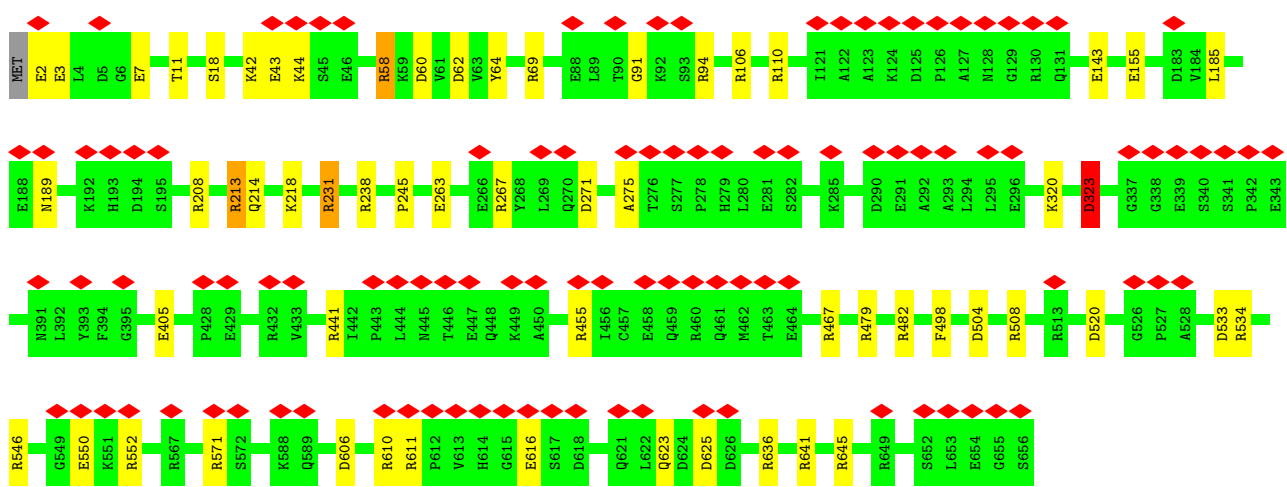 MET E2 E3 L4 D5 G6 E7 T11 S18 K42 E43 K44 S45 E46 R58 K59 D60 V61 D62 V63 Y64 R69 E88 L89 T90 G91 K92 S93 R94 R106 R110 I121 A122 A123 K124 D125 P126 A127 N128 G129 R130 Q131 E143 E155 D183 V184 L185
E188 N189 K192 H193 D194 S195 R208 R213 Q214 K218 R231 R238 P245 E263 E266 R267 Y268 L269 Q270 D271 A275 T276 S277 P278 H279 L280 E281 S282 K285 D290 E291 A292 A293 L294 L295 E296 K320 D323 G337 G338 E339 S340 S341 P342 E343
N391 L392 Y393 F394 G395 E405 P428 E429 R432 V433 R441 I442 P443 L444 N445 T446 E447 Q448 K449 A450 R455 I456 C457 E458 Q459 R460 Q461 M462 T463 E464 R467 R479 R482 F498 D504 R508 R513 D520 G526 P527 A528 D533 R534
R546 G549 E550 K551 R552 R567 R571 S572 K588 Q589 D606 R610 R611 P612 V613 H614 G615 E616 S617 D618 Q621 L622 Q623 D624 D625 D626 R636 R641 R645 R649 S652 L653 E654 G655 S656